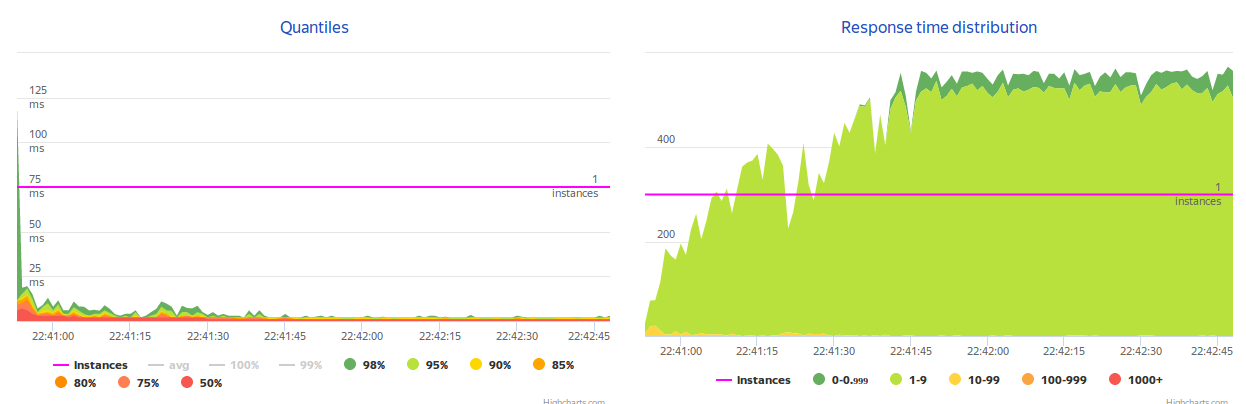 Quantiles
125
ms
100
ms
75
ms
50
ms
25
ms
1
instances
22:41:00 22:41:15 22:41:30 22:41:45 22:42:00 22:42:15 22:42:30 22:42:45
Instances avg 100% 99% 98% 95% 90% 85%
80% 75% 50%
Highcharts.com
Response time distribution
400
200
1
instances
22:41:00 22:41:15 22:41:30 22:41:45 22:42:00 22:42:15 22:42:30 22:42:45
Instances 0-0.999 1-9 10-99 100-999 1000+
Highcharts.com